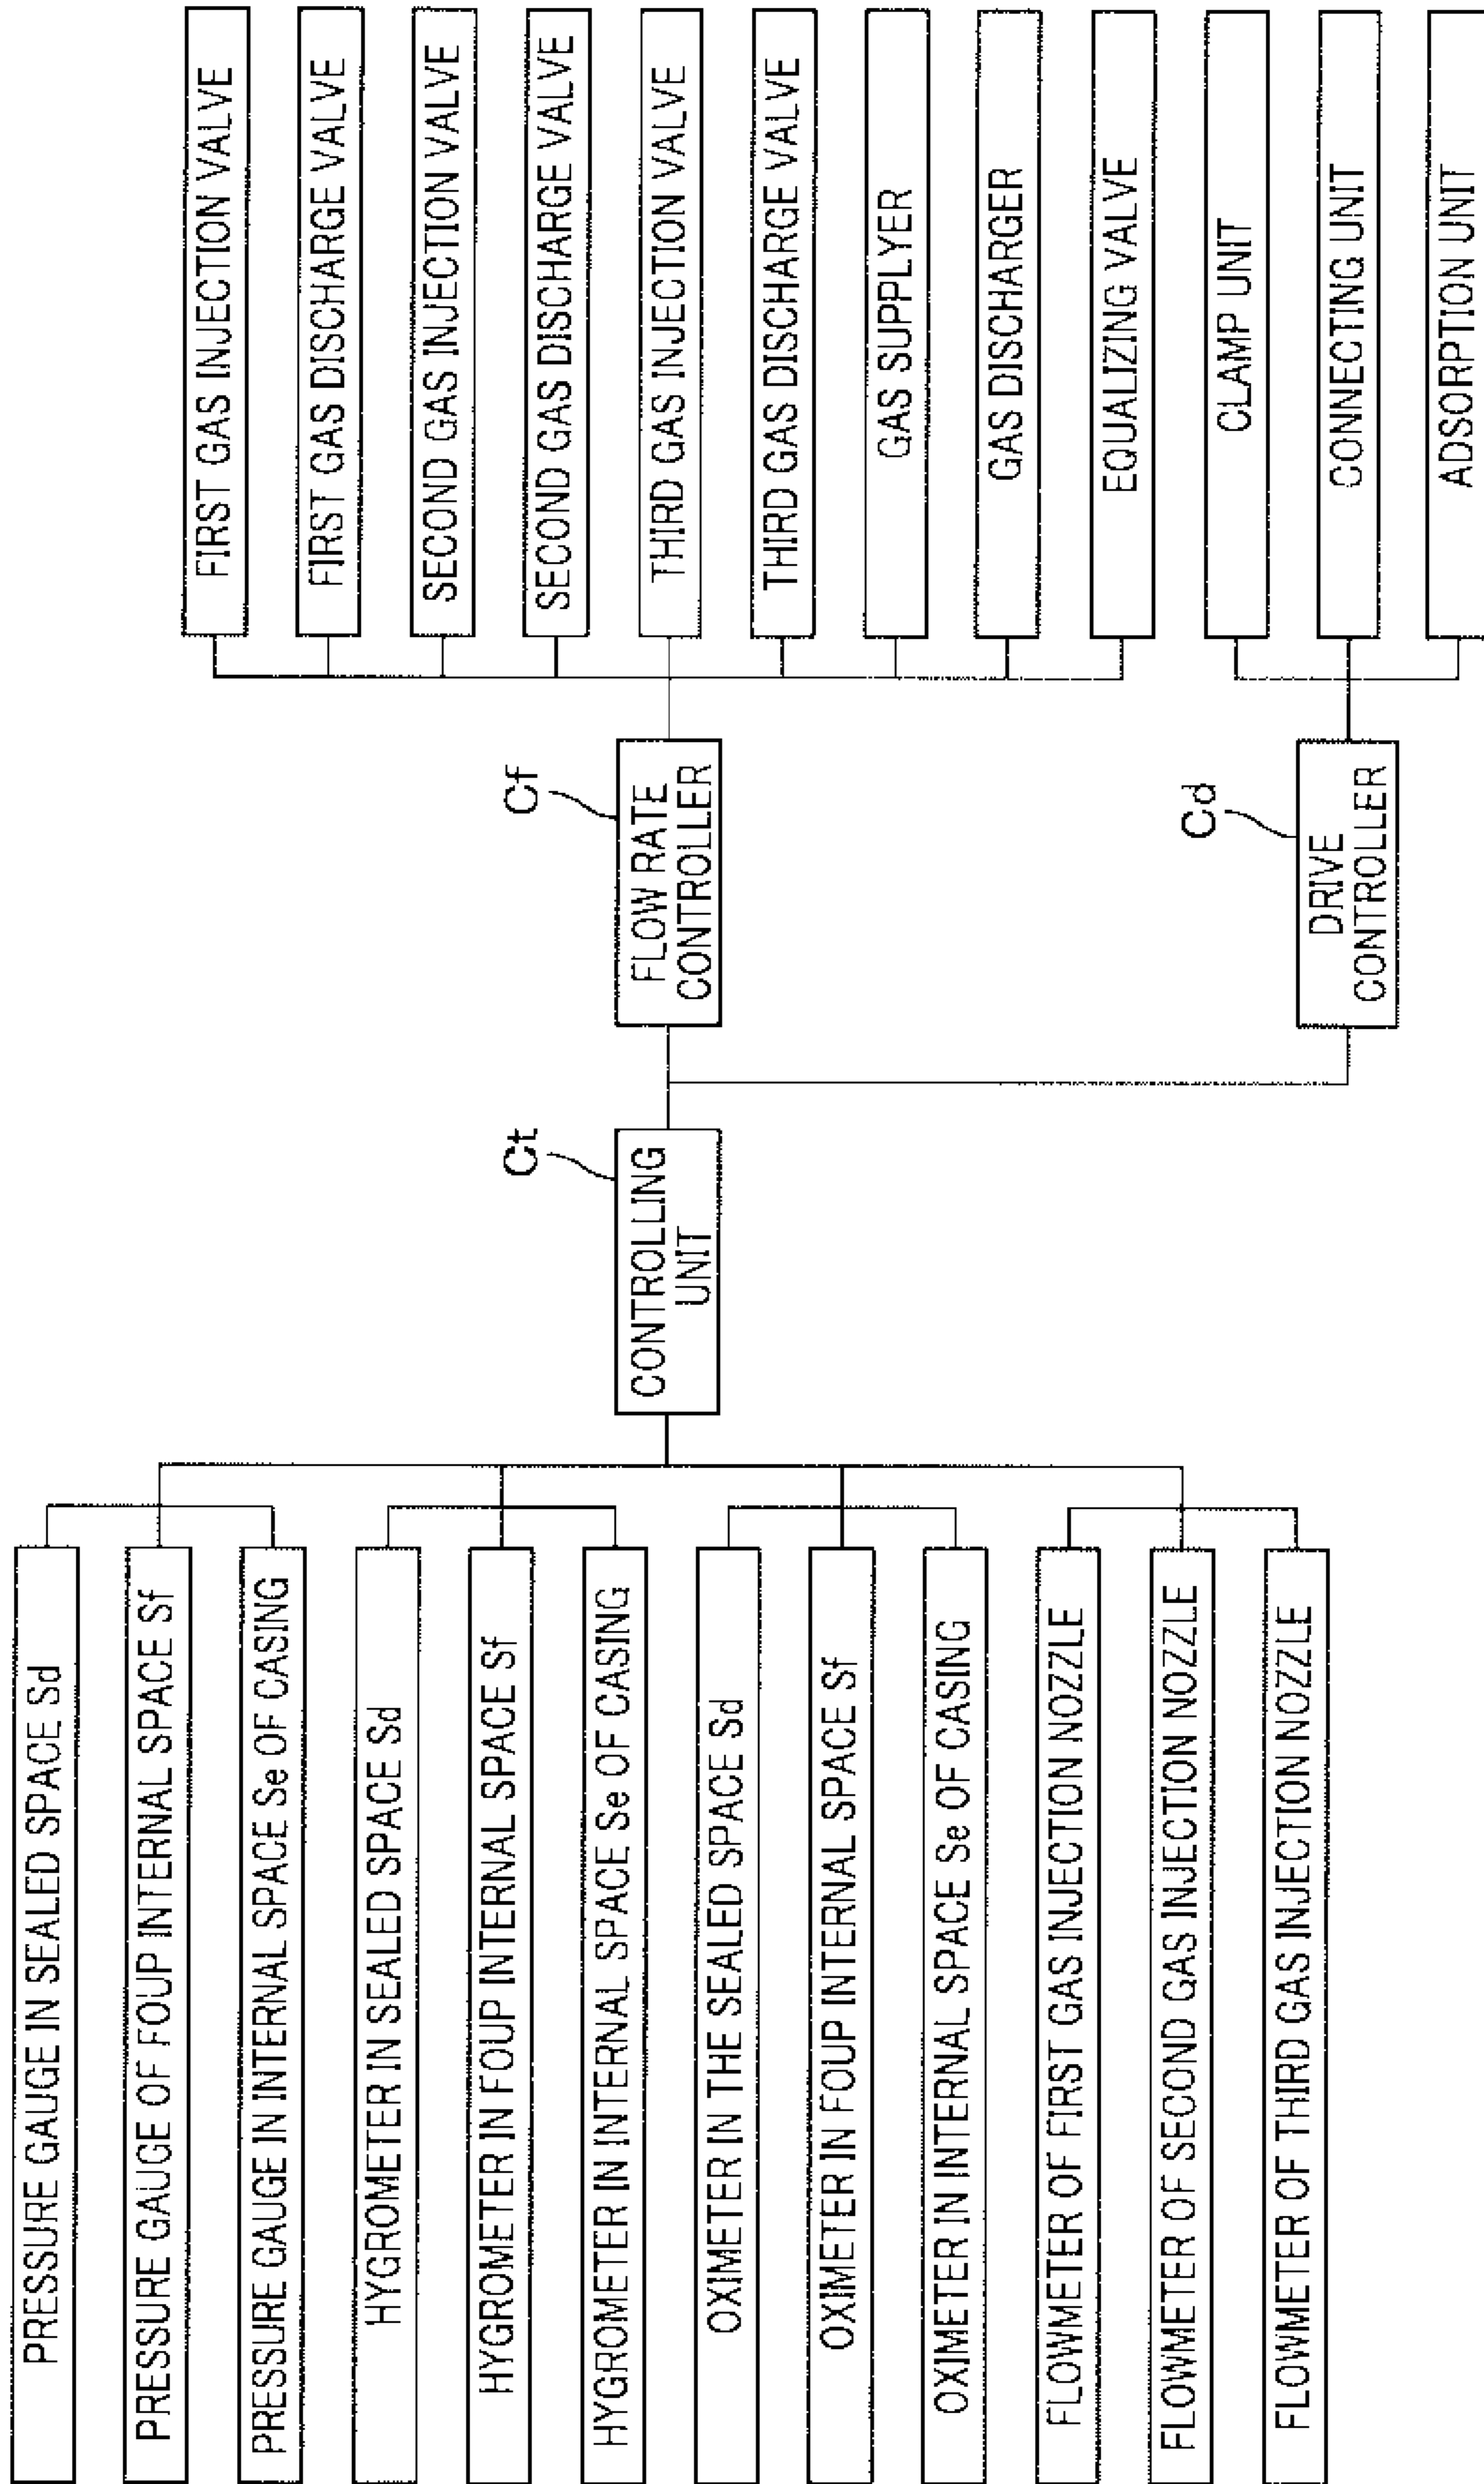 PRESSURE GAUGE IN SEALED SPACE Sd
PRESSURE GAUGE OF FOUP INTERNAL SPACE Sf
PRESSURE GAUGE IN INTERNAL SPACE Se OF CASING
HYGROMETER IN SEALED SPACE Sd
HYGROMETER IN FOUP INTERNAL SPACE Sf
HYGROMETER IN INTERNAL SPACE Se OF CASING
OXIMETER IN THE SEALED SPACE Sd
OXIMETER IN FOUP INTERNAL SPACE Sf
OXIMETER IN INTERNAL SPACE Se OF CASING
FLOWMETER OF FIRST GAS INJECTION NOZZLE
FLOWMETER OF SECOND GAS INJECTION NOZZLE
FLOWMETER OF THIRD GAS INJECTION NOZZLE
Ct
CONTROLLING
UNIT
Cf
FLOW RATE
CONTROLLER
Cd
DRIVE
CONTROLLER
FIRST GAS INJECTION VALVE
FIRST GAS DISCHARGE VALVE
SECOND GAS INJECTION VALVE
SECOND GAS DISCHARGE VALVE
THIRD GAS INJECTION VALVE
THIRD GAS DISCHARGE VALVE
GAS SUPPLYER
GAS DISCHARGER
EQUALIZING VALVE
CLAMP UNIT
CONNECTING UNIT
ADSORPTION UNIT